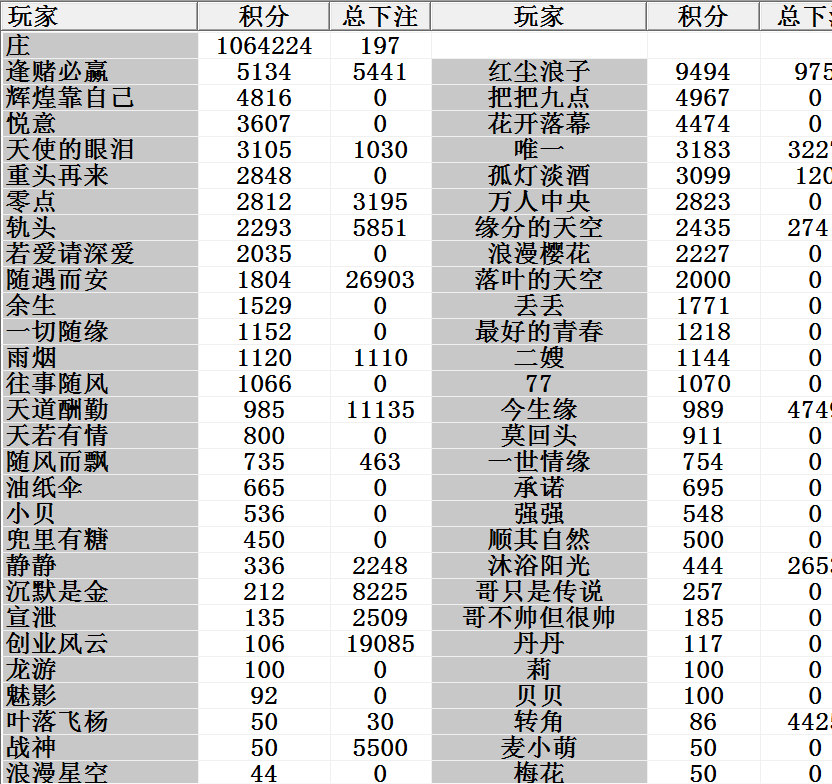 玩家 积分 总下注 玩家 积分 总下
庄 1064224 197
逢赌必赢 5134 5441 红尘浪子 9494 975
辉煌靠自己 4816 0 把把九点 4967 0
悦意 3607 0 花开落幕 4474 0
天使的眼泪 3105 1030 唯一 3183 322
重头再来 2848 0 孤灯淡酒 3099 120
零点 2812 3195 万人中央 2823 0
轨头 2293 5851 缘分的天空 2435 274
若爱请深爱 2035 0 浪漫樱花 2227 0
随遇而安 1804 26903 落叶的天空 2000 0
余生 1529 0 丢丢 1771 0
一切随缘 1152 0 最好的青春 1218 0
雨烟 1120 1110 二嫂 1144 0
往事随风 1066 0 77 1070 0
天道酬勤 985 11135 今生缘 989 474
天若有情 800 0 莫回头 911 0
随风而飘 735 463 一世情缘 754 0
油纸伞 665 0 承诺 695 0
小贝 536 0 强强 548 0
兜里有糖 450 0 顺其自然 500 0
静静 336 2248 沐浴阳光 444 265
沉默是金 212 8225 哥只是传说 257 0
宣泄 135 2509 哥不帅但很帅 185 0
创业风云 106 19085 丹丹 117 0
龙游 100 0 莉 100 0
魅影 92 0 贝贝 100 0
叶落飞杨 50 30 转角 86 442
战神 50 5500 麦小萌 50 0
浪漫星空 44 0 梅花 50 0